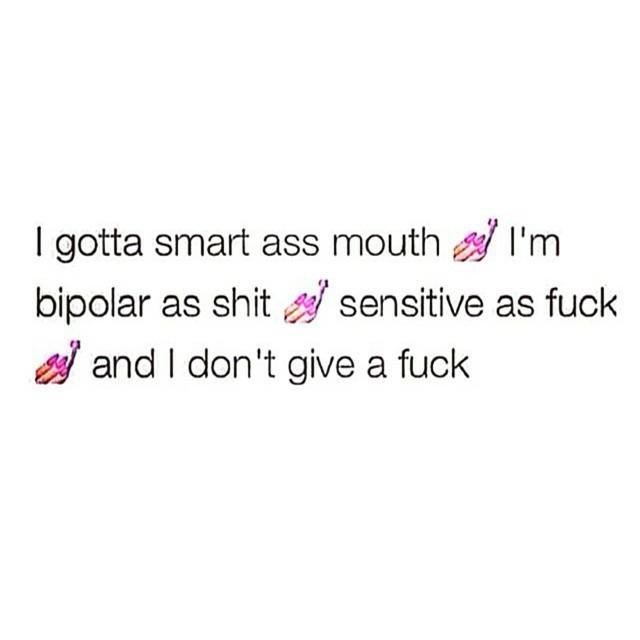 I gotta smart ass mouth 💅 I'm
bipolar as shit 💅 sensitive as fuck
💅 and I don't give a fuck